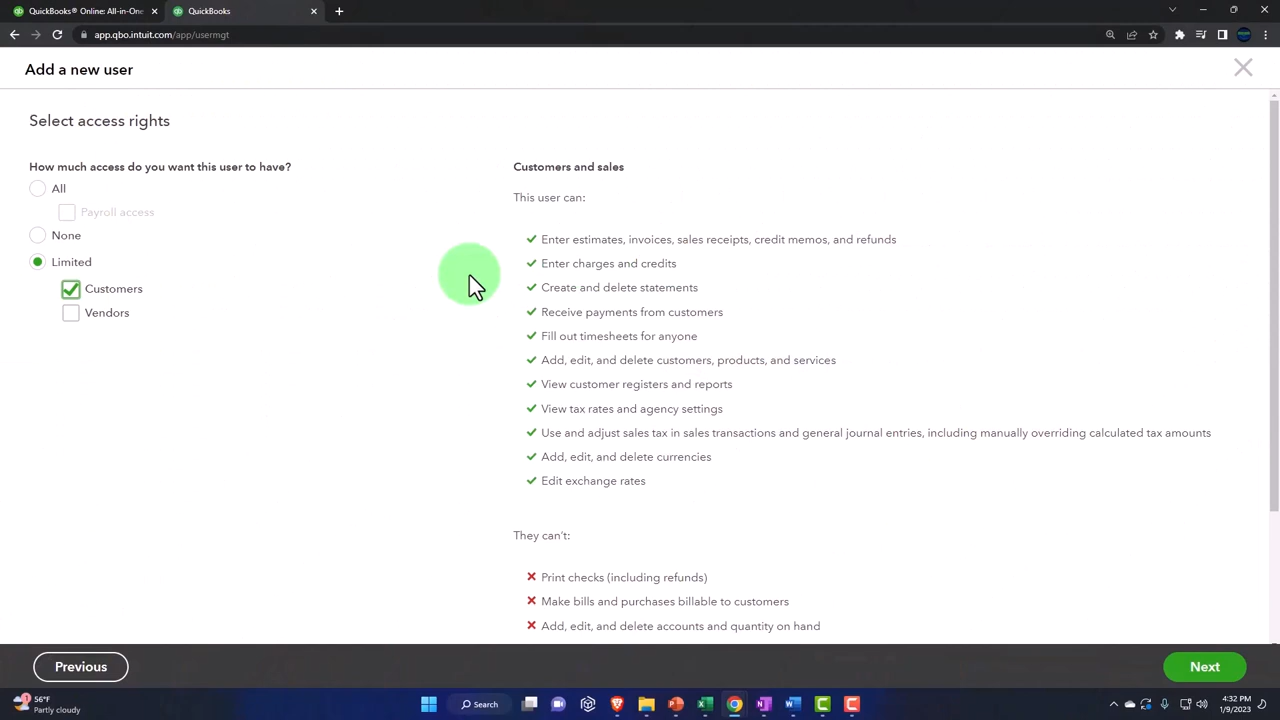 QuickBooks® Online: All-in-One
QuickBooks
app.qbo.intuit.com/app/usermgt
Add a new user
Select access rights
How much access do you want this user to have?
All
Payroll access
None
Limited
Customers
Vendors
Customers and sales
This user can:
Enter estimates, invoices, sales receipts, credit memos, and refunds
Enter charges and credits
Create and delete statements
Receive payments from customers
Fill out timesheets for anyone
Add, edit, and delete customers, products, and services
View customer registers and reports
View tax rates and agency settings
Use and adjust sales tax in sales transactions and general journal entries, including manually overriding calculated tax amounts
Add, edit, and delete currencies
Edit exchange rates
They can't:
Print checks (including refunds)
Make bills and purchases billable to customers
Add, edit, and delete accounts and quantity on hand
Previous
Next
1
56°F
Partly cloudy
Search
4:32 PM
1/9/2023